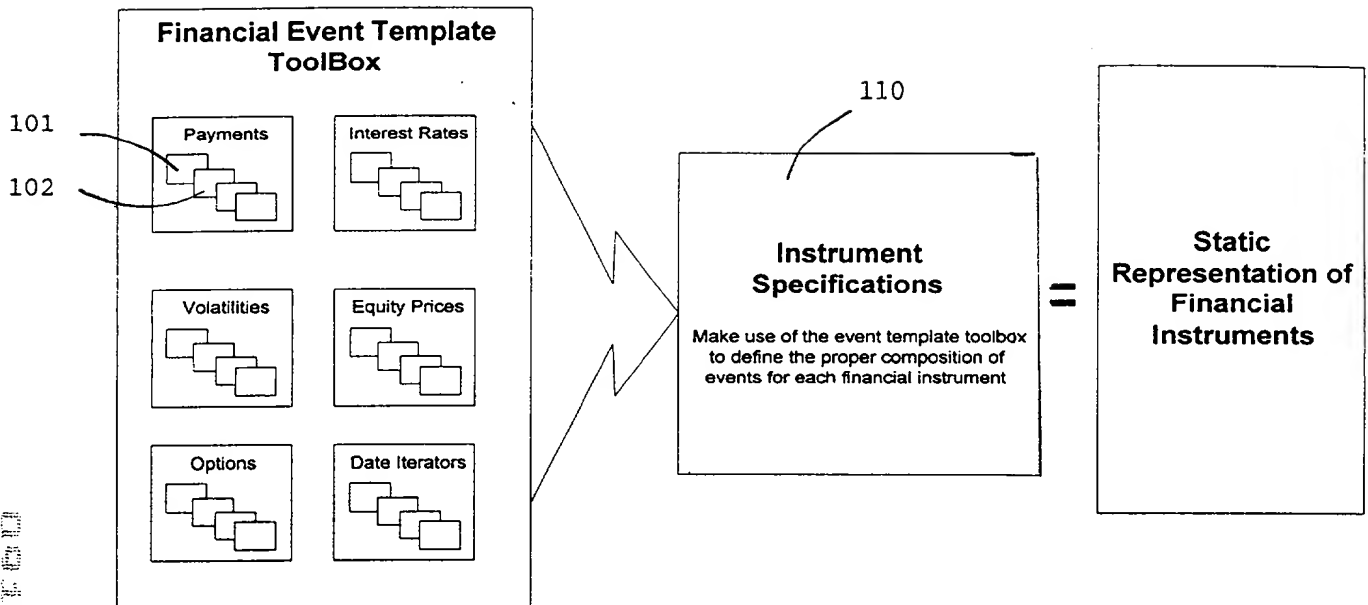 Financial Event Template
ToolBox
101
102
Payments
Interest Rates
Volatilities
Equity Prices
Options
Date Iterators
110
Instrument
Specifications
Make use of the event template toolbox
to define the proper composition of
events for each financial instrument
=
Static
Representation of
Financial
Instruments